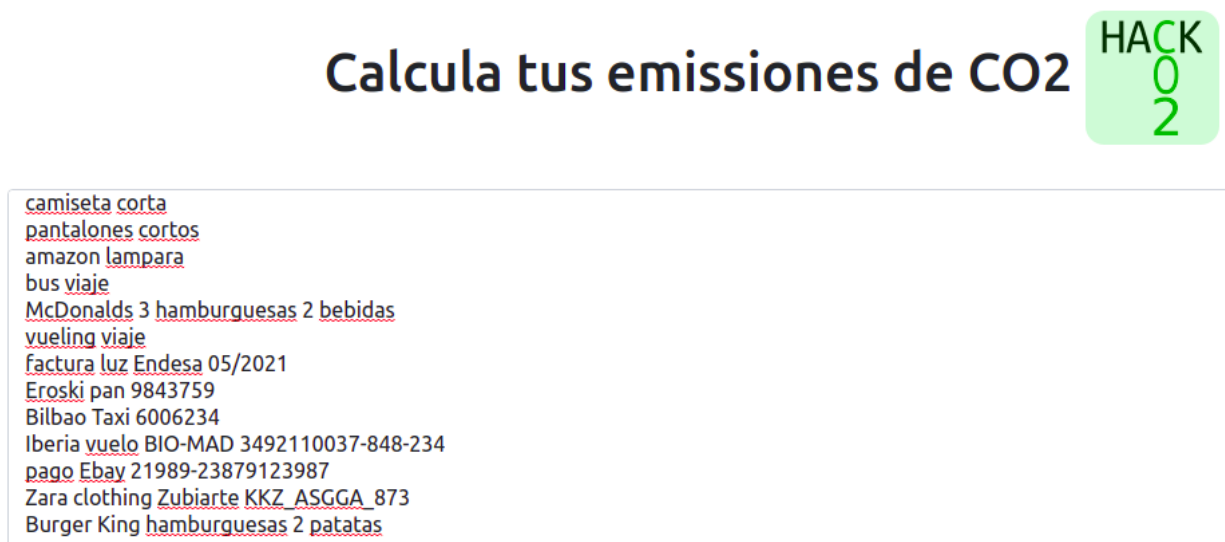 Calcula tus emissiones de CO2
HACK
O
2
camiseta corta
pantalones cortos
amazon lampara
bus viaje
McDonalds 3 hamburguesas 2 bebidas
vueling viaje
factura luz Endesa 05/2021
Eroski pan 9843759
Bilbao Taxi 6006234
Iberia vuelo BIO-MAD 3492110037-848-234
pago Ebay 21989-23879123987
Zara clothing Zubiarte KKZ_ASGGA_873
Burger King hamburguesas 2 patatas